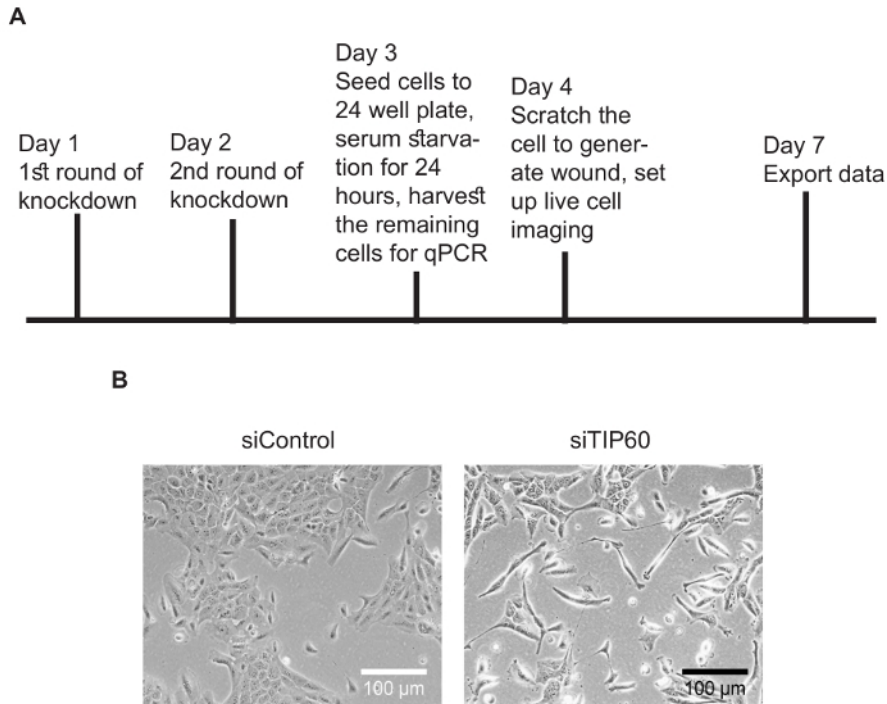 A
Day 1
1st round of
knockdown
Day 2
2nd round of
knockdown
Day 3
Seed cells to
24 well plate,
serum starva-
tion for 24
hours, harvest
the remaining
cells for qPCR
Day 4
Scratch the
cell to gener-
ate wound, set
up live cell
imaging
Day 7
Export data
B
siControl
siTIP60
100 µm
100 µm